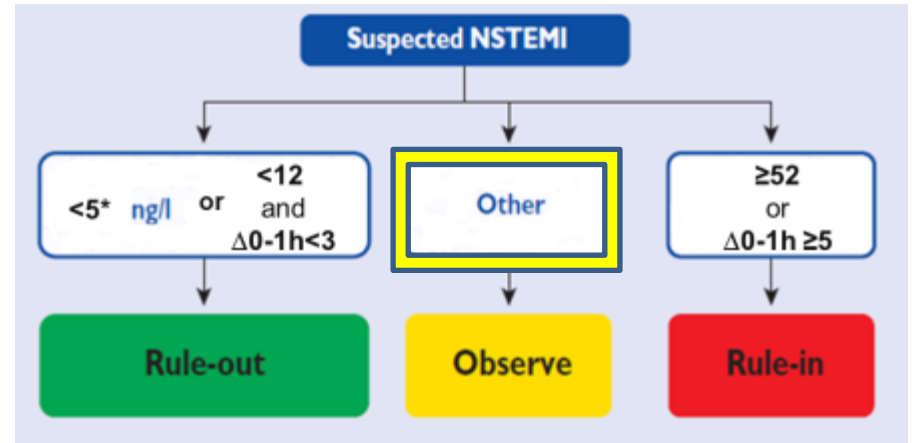 Suspected NSTEMI
<5* ng/l or
<12
and
Δ0-1h<3
Other
≥52
or
Δ0-1h ≥5
Rule-out
Observe
Rule-in